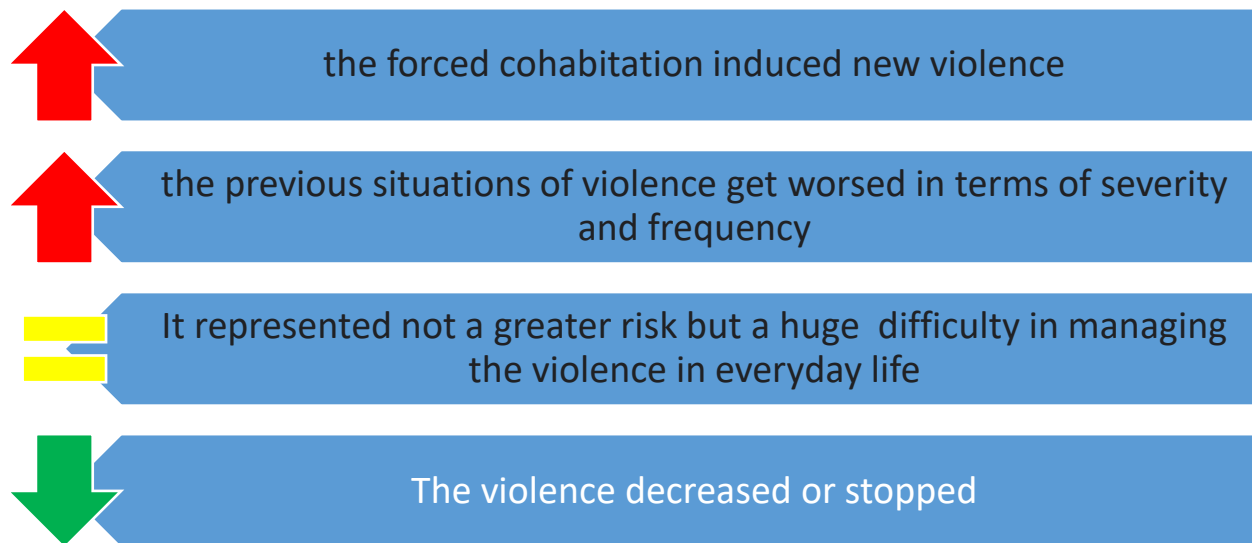 the forced cohabitation induced new violence
the previous situations of violence get worsed in terms of severity
and frequency
It represented not a greater risk but a huge  difficulty in managing
the violence in everyday life
The violence decreased or stopped